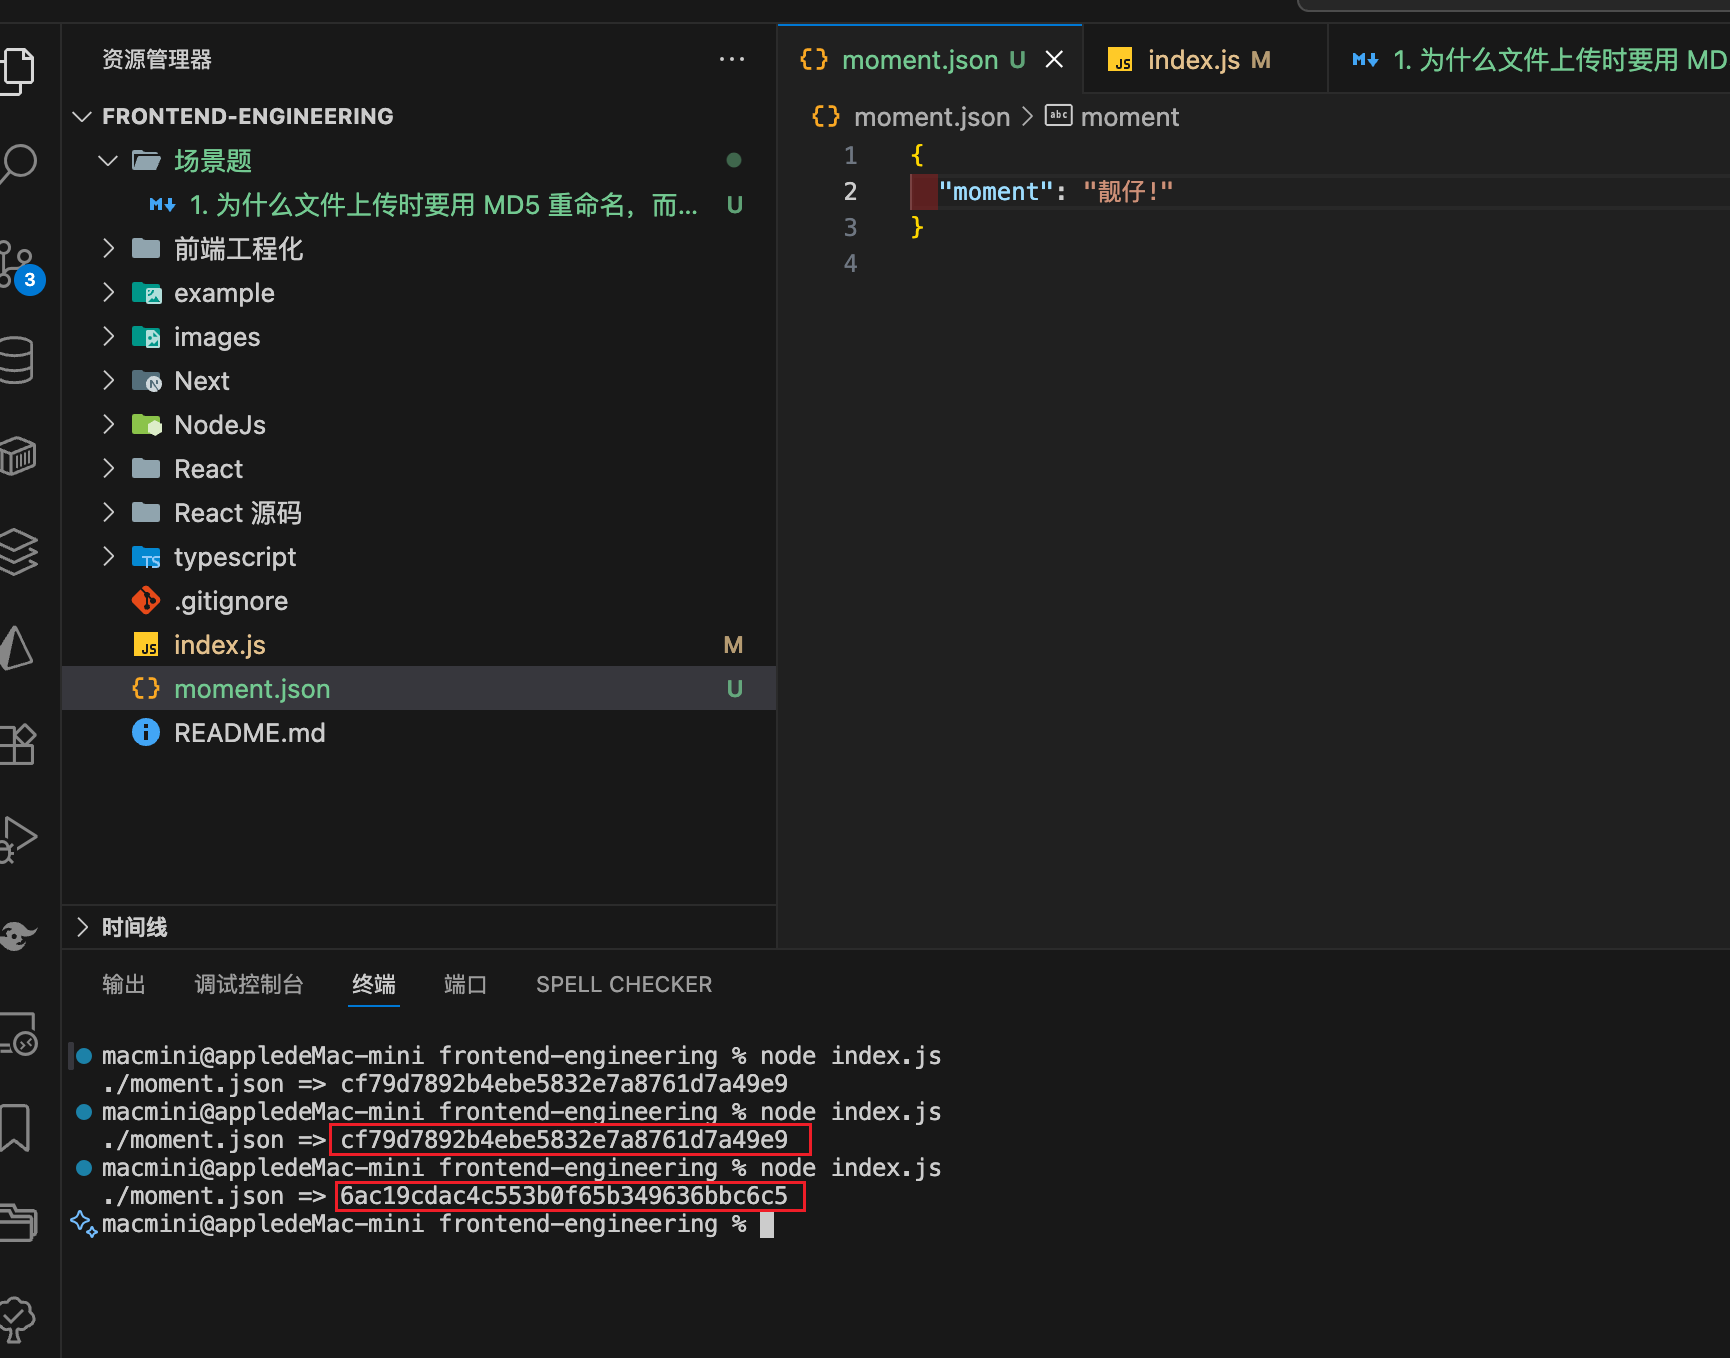 资源管理器
FRONTEND-ENGINEERING
场景题
1. 为什么文件上传时要用 MD5 重命名，而... U
前端工程化
example
images
Next
NodeJs
React
React 源码
typescript
.gitignore
index.js M
moment.json U
README.md
时间线
3
moment.json U
index.js M
1. 为什么文件上传时要用 MD
moment.json > moment
1 {
2 "moment": "靓仔!"
3 }
4
输出 调试控制台 终端 端口 SPELL CHECKER
macmini@appledeMac-mini frontend-engineering % node index.js
./moment.json => cf79d7892b4ebe5832e7a8761d7a49e9
macmini@appledeMac-mini frontend-engineering % node index.js
./moment.json => cf79d7892b4ebe5832e7a8761d7a49e9
macmini@appledeMac-mini frontend-engineering % node index.js
./moment.json => 6ac19cdac4c553b0f65b349636bbc6c5
macmini@appledeMac-mini frontend-engineering %